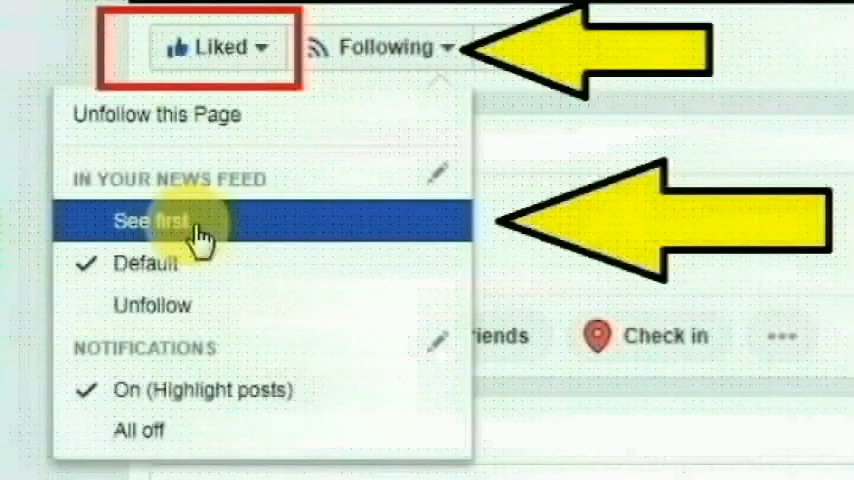 Liked Following
Unfollow this Page
IN YOUR NEWS FEED
See first
Default
Unfollow
NOTIFICATIONS
riends Check in
On (Highlight posts)
All off